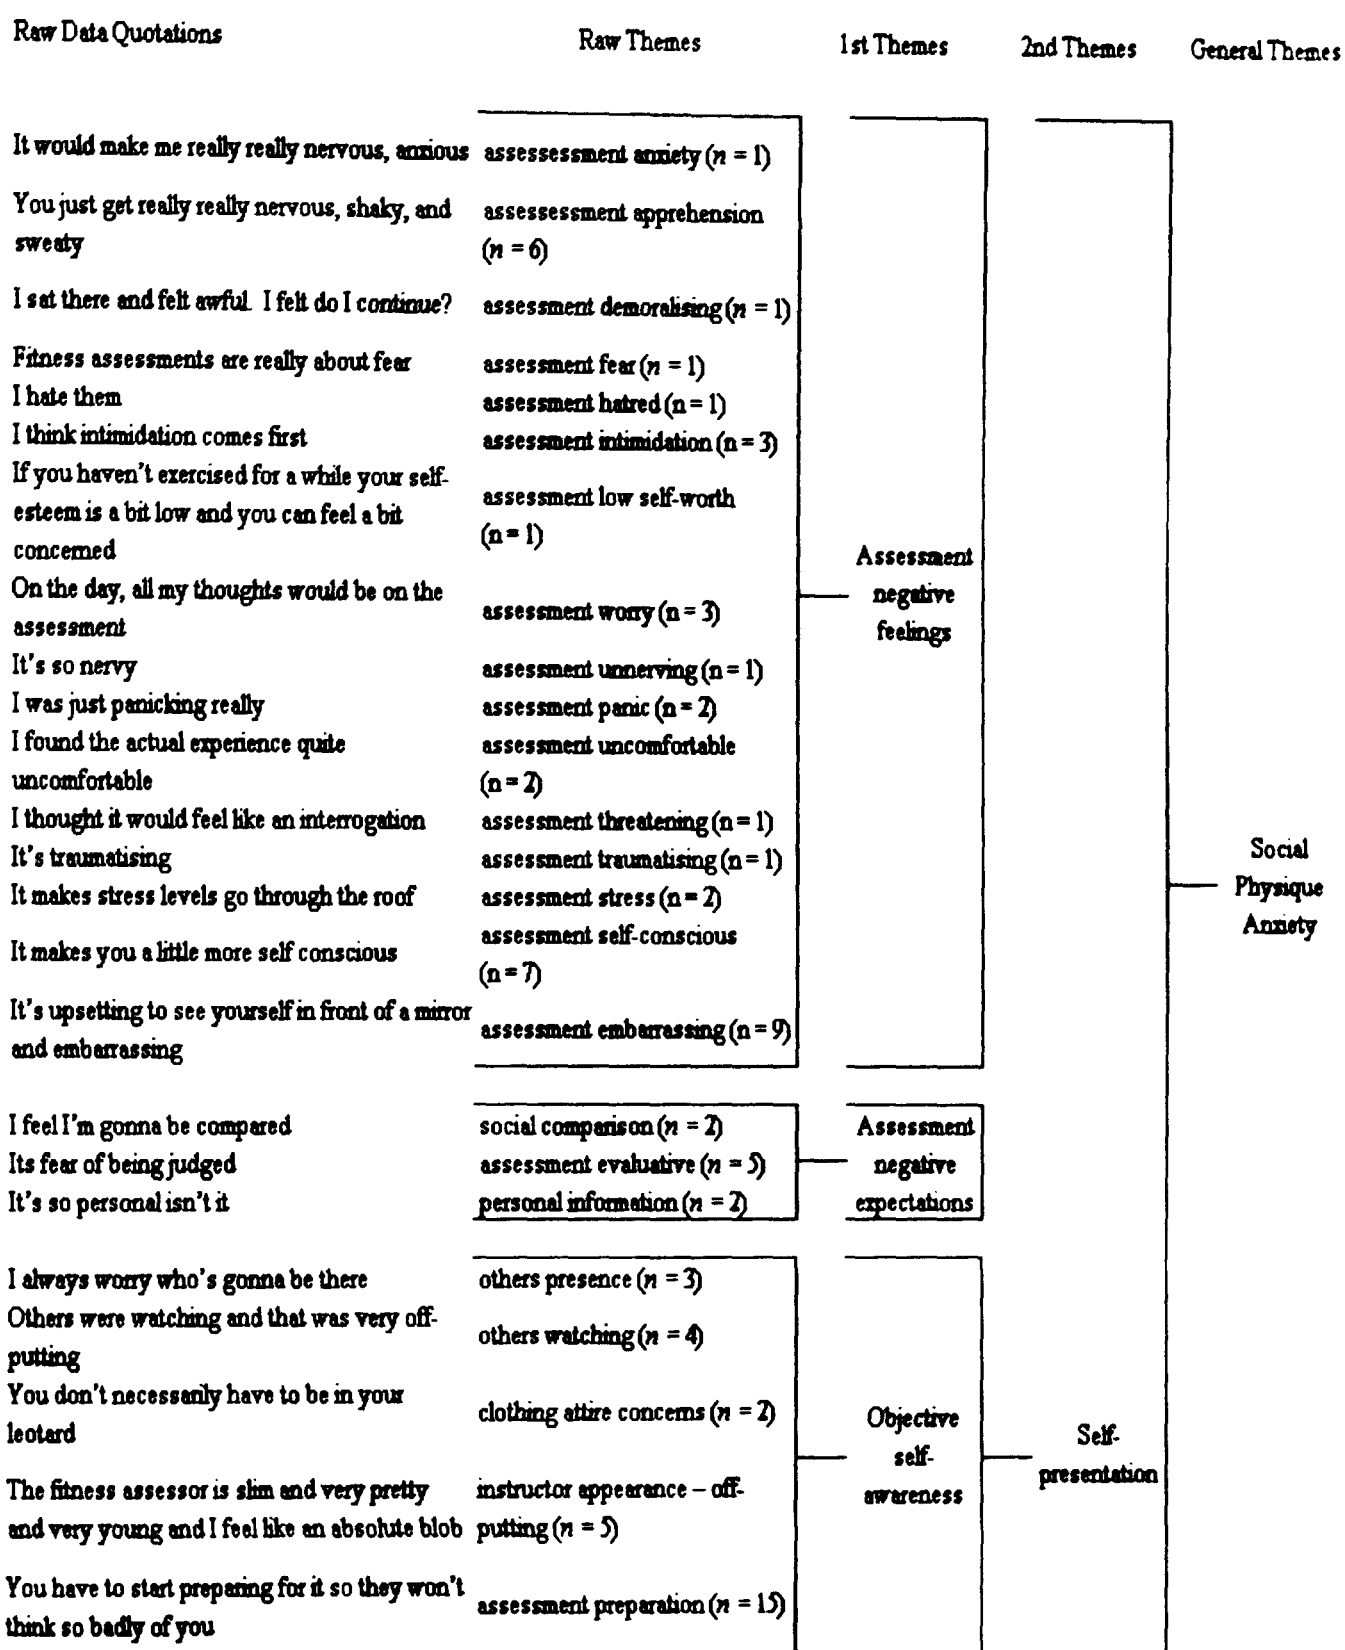 Raw Data Quotations
Raw Themes
1st Themes
2nd Themes
General Themes
It would make me really really nervous, anxious
assessessment anxiety (n = 1)
You just get really really nervous, shaky, and
sweaty
assessessment apprehension
(n = 6)
I sat there and felt awful. I felt do I continue?
assessment demoralising (n = 1)
Fitness assessments are really about fear
assessment fear (n = 1)
I hate them
assessment hatred (n = 1)
I think intimidation comes first
assessment intimidation (n = 3)
If you haven't exercised for a while your self-
esteem is a bit low and you can feel a bit
concerned
assessment low self-worth
(n = 1)
On the day, all my thoughts would be on the
assessment
assessment worry (n = 3)
It's so nervy
assessment unnerving (n = 1)
I was just panicking really
assessment panic (n = 2)
I found the actual experience quite
uncomfortable
assessment uncomfortable
(n = 2)
I thought it would feel like an interrogation
assessment threatening (n = 1)
It's traumatising
assessment traumatising (n = 1)
It makes stress levels go through the roof
assessment stress (n = 2)
It makes you a little more self conscious
assessment self-conscious
(n = 7)
It's upsetting to see yourself in front of a mirror
and embarrassing
assessment embarrassing (n = 9)
Assessment
negative
feelings
I feel I'm gonna be compared
social comparison (n = 2)
Its fear of being judged
assessment evaluative (n = 5)
It's so personal isn't it
personal information (n = 2)
Assessment
negative
expectations
I always worry who's gonna be there
others presence (n = 3)
Others were watching and that was very off-
putting
others watching (n = 4)
You don't necessarily have to be in your
leotard
clothing attire concerns (n = 2)
The fitness assessor is slim and very pretty
and very young and I feel like an absolute blob
instructor appearance – off-
putting (n = 5)
You have to start preparing for it so they won't
think so badly of you
assessment preparation (n = 15)
Objective
self-
awareness
Self-
presentation
Social
Physique
Anxiety